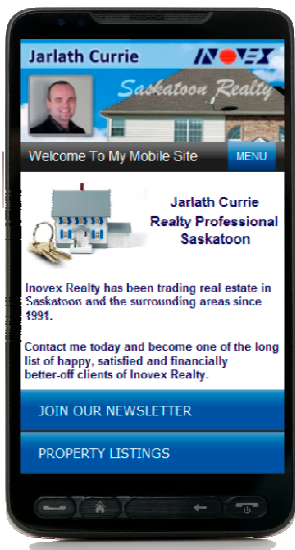 Jarlath Currie
INOVEX
Saskatoon Realty
Welcome To My Mobile Site
MENU
Jarlath Currie
Realty Professional
Saskatoon
Inovex Realty has been trading real estate in
Saskatoon and the surrounding areas since
1991.
Contact me today and become one of the long
list of happy, satisfied and financially
better-off clients of Inovex Realty.
JOIN OUR NEWSLETTER
PROPERTY LISTINGS